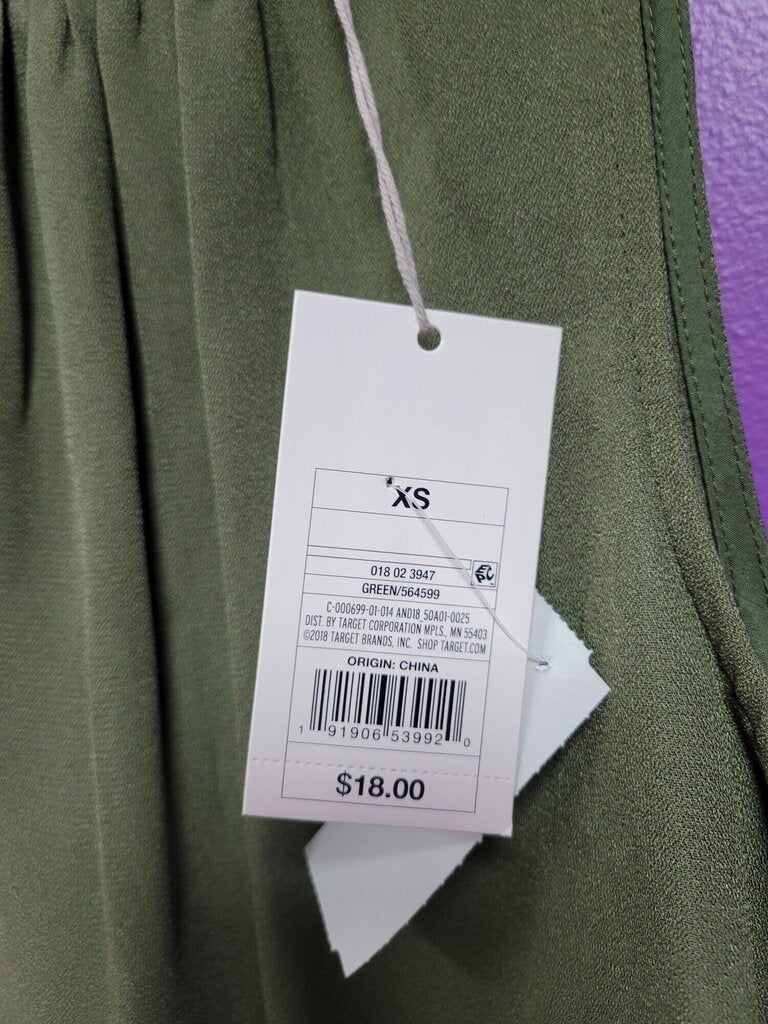 XS
018 02 3947
EPC
GREEN/564599
C-000699-01-014 AND18_50A01-0025
DIST. BY TARGET CORPORATION MPLS., MN 55403
©2018 TARGET BRANDS, INC. SHOP TARGET.COM
ORIGIN: CHINA
1 91906 53992 0
$18.00